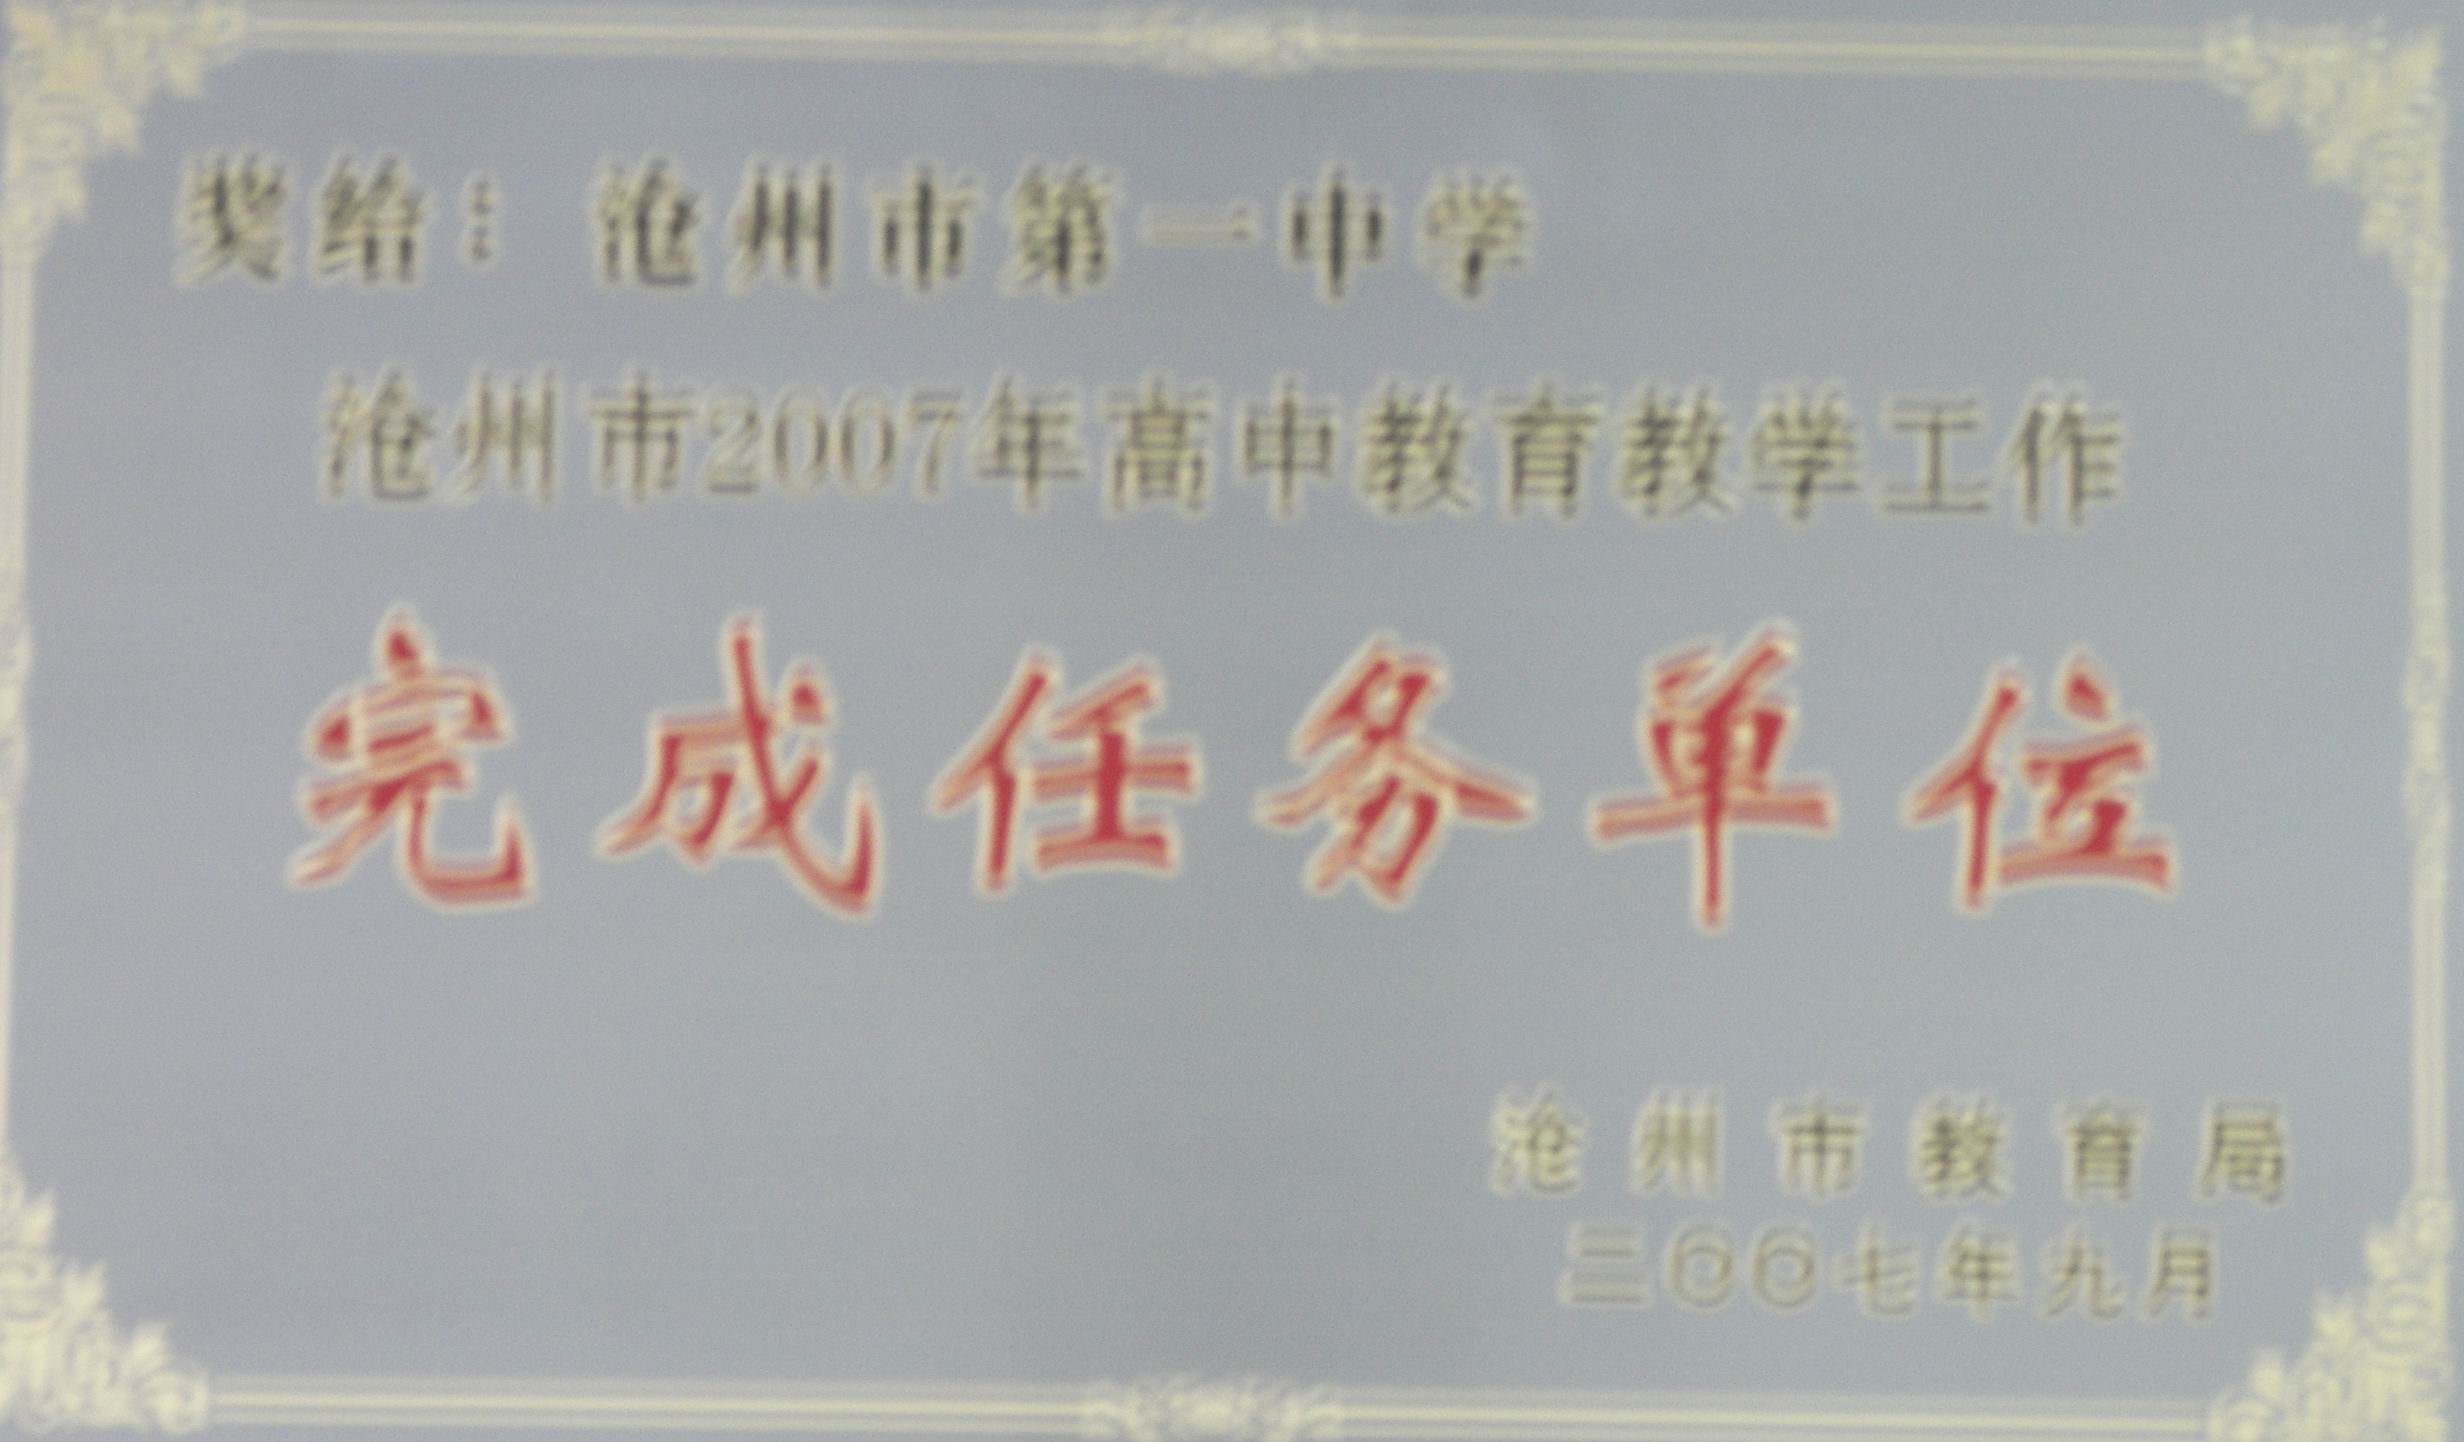 奖给：沧州市第一中学
沧州市2007年高中教育教学工作
完成任务单位
沧州市教育局
二〇〇七年九月